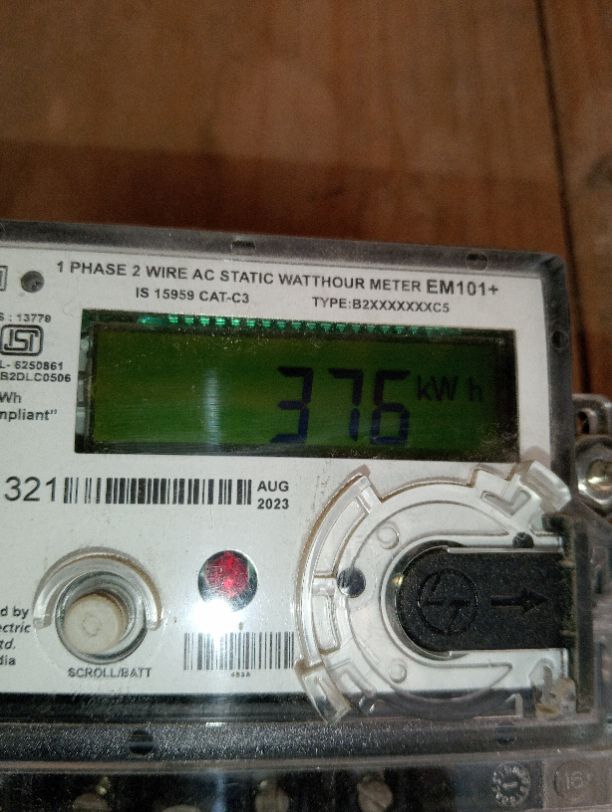 1 PHASE 2 WIRE AC STATIC WATTHOUR METER EM101+
IS 15959 CAT-C3 TYPE:B2XXXXXXXC5
S : 13779
ISI
L- 6250861
B2DLC0506
Wh
mpliant"
376 kWh
321
AUG
2023
d by
ectric
td.
dia
SCROLL/BATT